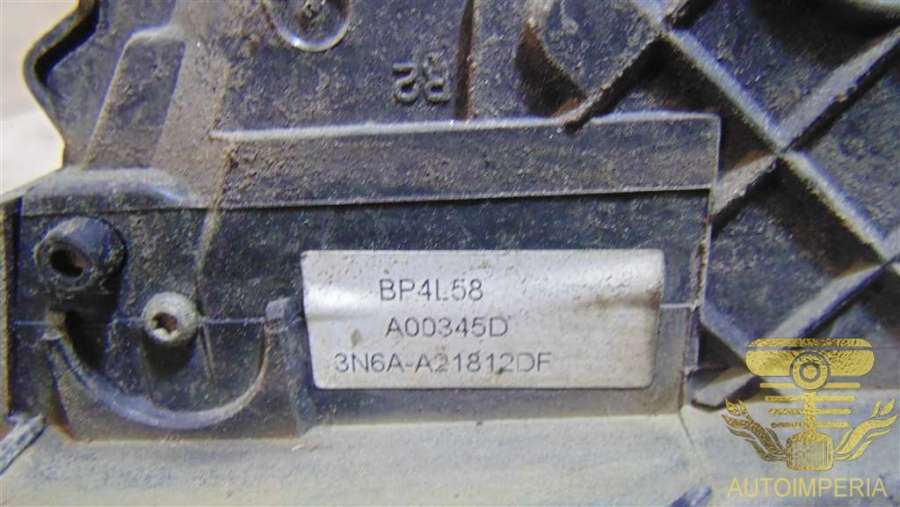 R2
BP4L58
A00345D
3N6A-A21812DF
AUTOIMPERIA